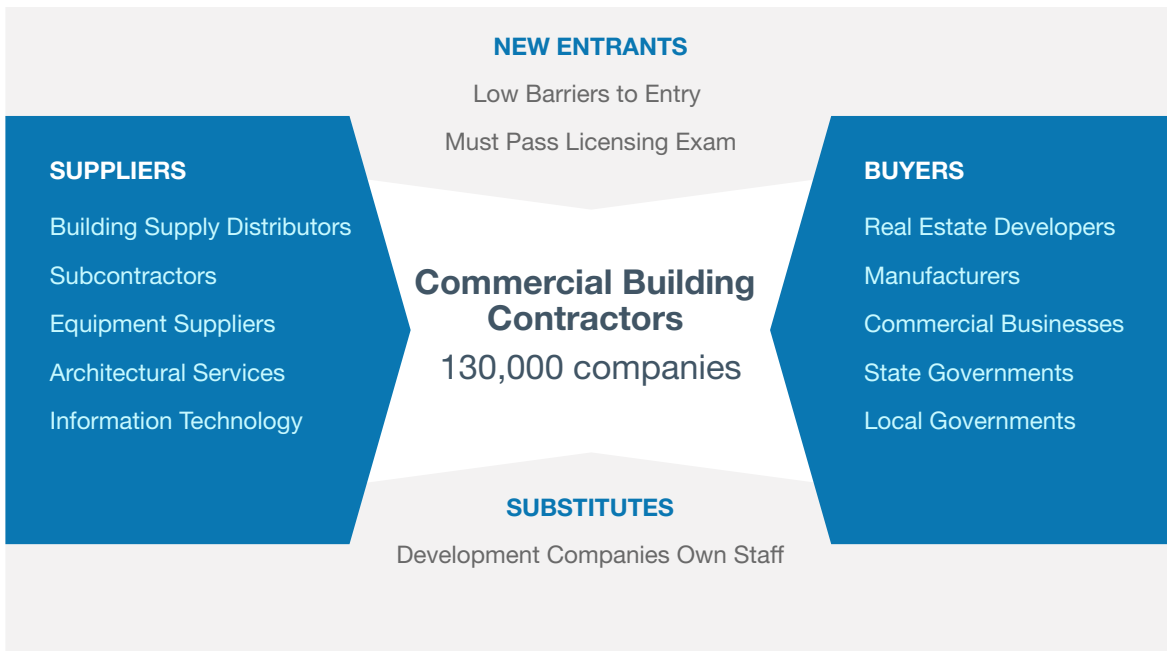 NEW ENTRANTS
Low Barriers to Entry
Must Pass Licensing Exam
SUPPLIERS
Building Supply Distributors
Subcontractors
Equipment Suppliers
Architectural Services
Information Technology
Commercial Building
Contractors
130,000 companies
BUYERS
Real Estate Developers
Manufacturers
Commercial Businesses
State Governments
Local Governments
SUBSTITUTES
Development Companies Own Staff